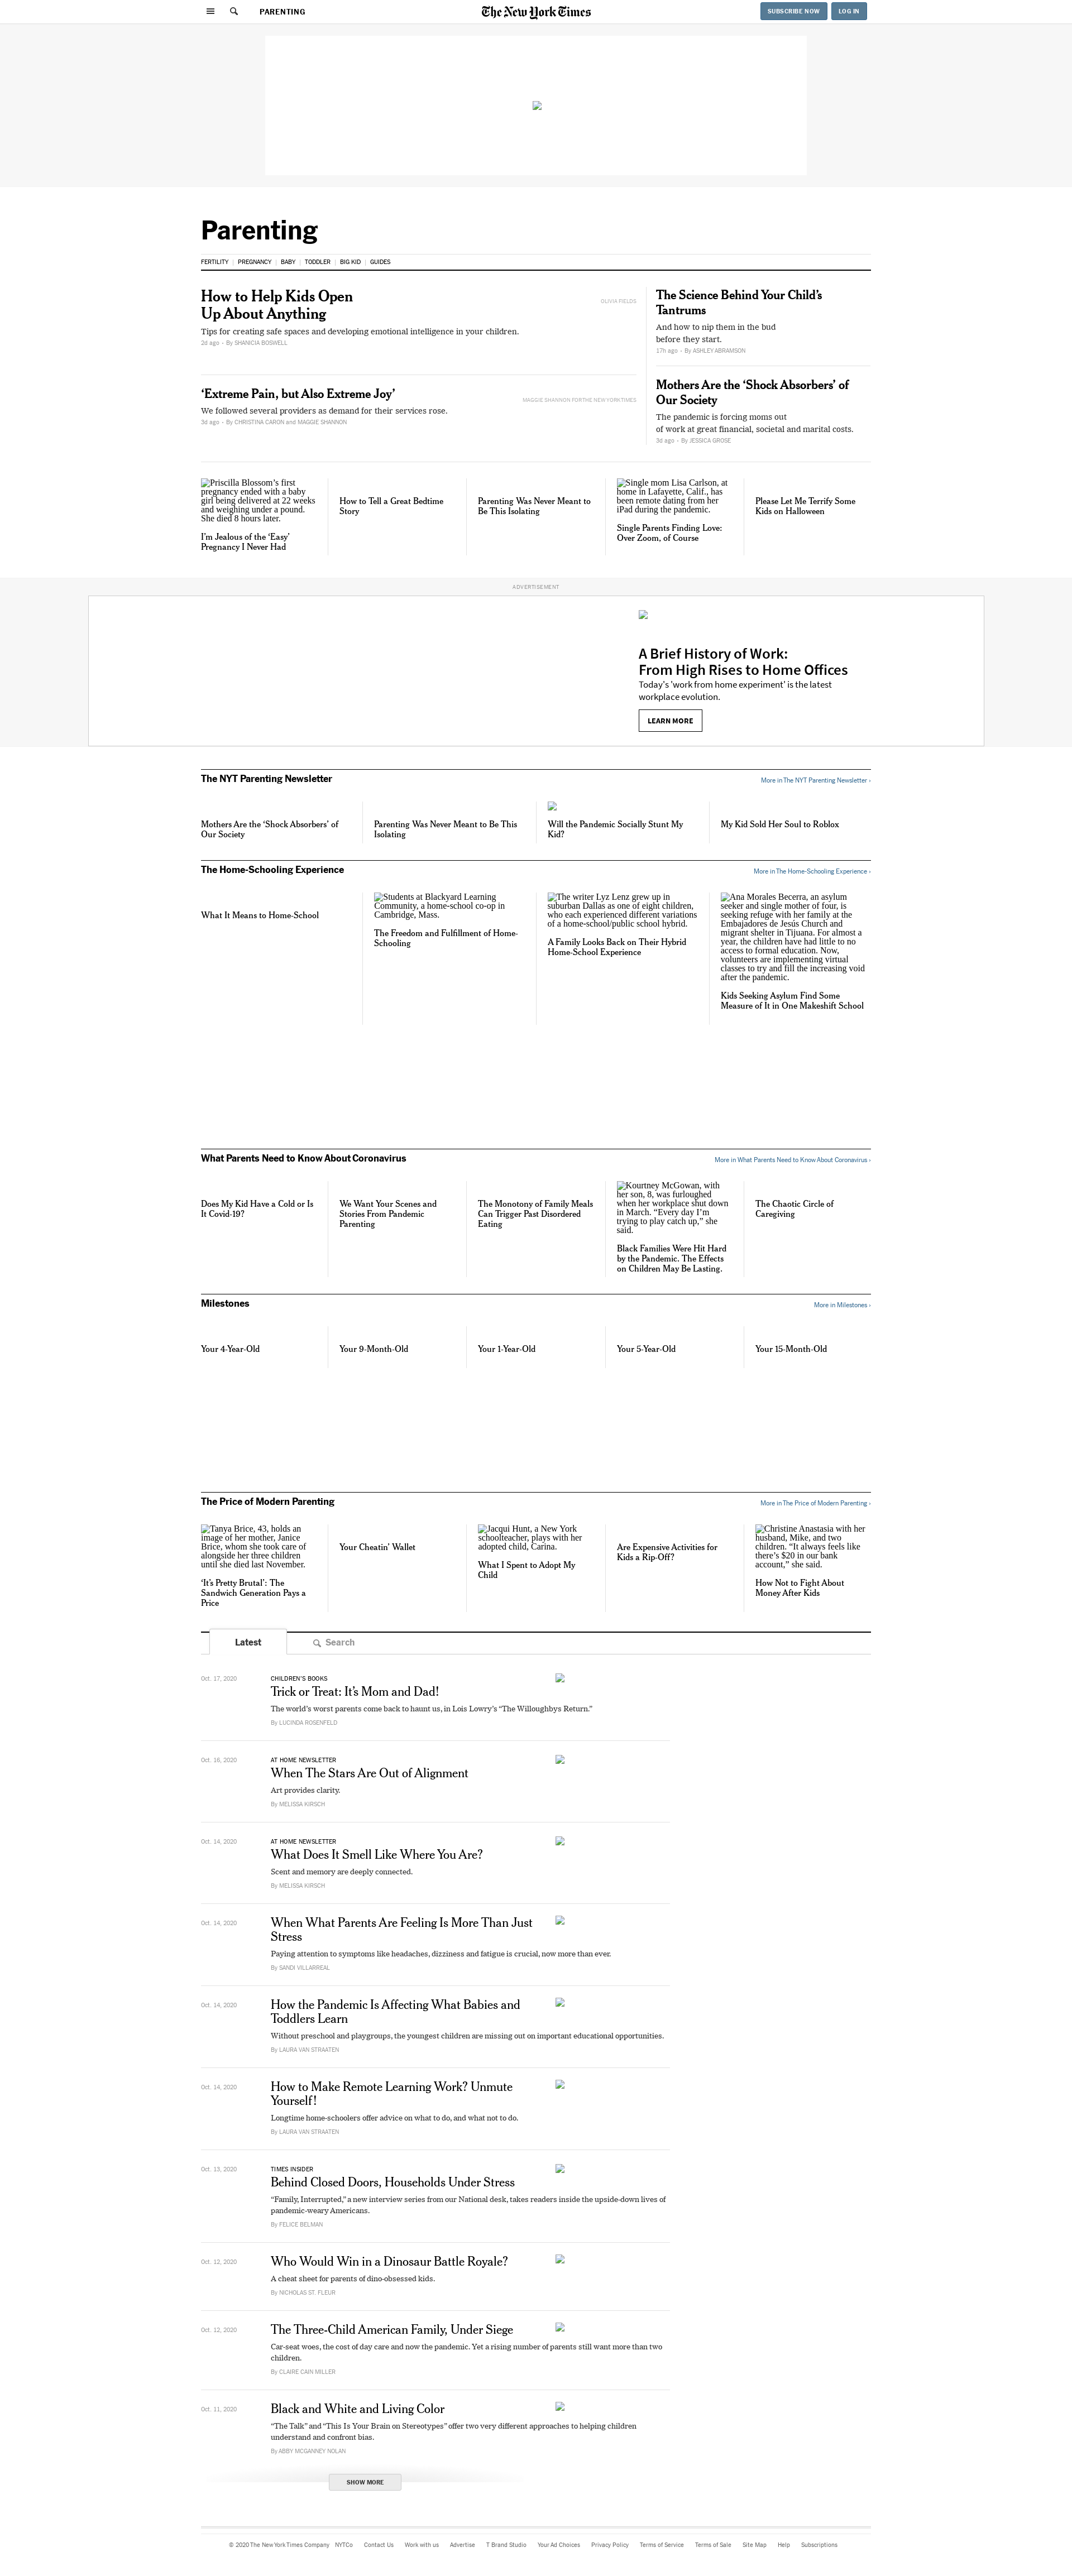 PARENTING
The New York Times
SUBSCRIBE NOW
LOG IN
Parenting
FERTILITY
PREGNANCY
BABY
TODDLER
BIG KID
GUIDES
How to Help Kids Open
Up About Anything
OLIVIA FIELDS
Tips for creating safe spaces and developing emotional intelligence in your children.
2d ago • By SHANICIA BOSWELL
‘Extreme Pain, but Also Extreme Joy’
MAGGIE SHANNON FOR THE NEW YORK TIMES
We followed several providers as demand for their services rose.
3d ago • By CHRISTINA CARON and MAGGIE SHANNON
The Science Behind Your Child’s
Tantrums
And how to nip them in the bud
before they start.
17h ago • By ASHLEY ABRAMSON
Mothers Are the ‘Shock Absorbers’ of
Our Society
The pandemic is forcing moms out
of work at great financial, societal and marital costs.
3d ago • By JESSICA GROSE
Priscilla Blossom’s first
pregnancy ended with a baby
girl being delivered at 22 weeks
and weighing under a pound.
She died 8 hours later.
I’m Jealous of the ‘Easy’
Pregnancy I Never Had
How to Tell a Great Bedtime
Story
Parenting Was Never Meant to
Be This Isolating
Single mom Lisa Carlson, at
home in Lafayette, Calif., has
been remote dating from her
iPad during the pandemic.
Single Parents Finding Love:
Over Zoom, of Course
Please Let Me Terrify Some
Kids on Halloween
ADVERTISEMENT
A Brief History of Work:
From High Rises to Home Offices
Today's 'work from home experiment' is the latest
workplace evolution.
LEARN MORE
The NYT Parenting Newsletter
More in The NYT Parenting Newsletter ›
Mothers Are the ‘Shock Absorbers’ of
Our Society
Parenting Was Never Meant to Be This
Isolating
Will the Pandemic Socially Stunt My
Kid?
My Kid Sold Her Soul to Roblox
The Home-Schooling Experience
More in The Home-Schooling Experience ›
What It Means to Home-School
Students at Blackyard Learning
Community, a home-school co-op in
Cambridge, Mass.
The Freedom and Fulfillment of Home-
Schooling
The writer Lyz Lenz grew up in
suburban Dallas as one of eight children,
who each experienced different variations
of a home-school/public school hybrid.
A Family Looks Back on Their Hybrid
Home-School Experience
Ana Morales Becerra, an asylum
seeker and single mother of four, is
seeking refuge with her family at the
Embajadores de Jesús Church and
migrant shelter in Tijuana. For almost a
year, the children have had little to no
access to formal education. Now,
volunteers are implementing virtual
classes to try and fill the increasing void
after the pandemic.
Kids Seeking Asylum Find Some
Measure of It in One Makeshift School
What Parents Need to Know About Coronavirus
More in What Parents Need to Know About Coronavirus ›
Does My Kid Have a Cold or Is
It Covid-19?
We Want Your Scenes and
Stories From Pandemic
Parenting
The Monotony of Family Meals
Can Trigger Past Disordered
Eating
Kourtney McGowan, with
her son, 8, was furloughed
when her workplace shut down
in March. “Every day I’m
trying to play catch up,” she
said.
Black Families Were Hit Hard
by the Pandemic. The Effects
on Children May Be Lasting.
The Chaotic Circle of
Caregiving
Milestones
More in Milestones ›
Your 4-Year-Old
Your 9-Month-Old
Your 1-Year-Old
Your 5-Year-Old
Your 15-Month-Old
The Price of Modern Parenting
More in The Price of Modern Parenting ›
Tanya Brice, 43, holds an
image of her mother, Janice
Brice, whom she took care of
alongside her three children
until she died last November.
‘It’s Pretty Brutal’: The
Sandwich Generation Pays a
Price
Your Cheatin’ Wallet
Jacqui Hunt, a New York
schoolteacher, plays with her
adopted child, Carina.
What I Spent to Adopt My
Child
Are Expensive Activities for
Kids a Rip-Off?
Christine Anastasia with her
husband, Mike, and two
children. “It always feels like
there’s $20 in our bank
account,” she said.
How Not to Fight About
Money After Kids
Latest
Search
Oct. 17, 2020
CHILDREN’S BOOKS
Trick or Treat: It’s Mom and Dad!
The world’s worst parents come back to haunt us, in Lois Lowry’s “The Willoughbys Return.”
By LUCINDA ROSENFELD
Oct. 16, 2020
AT HOME NEWSLETTER
When The Stars Are Out of Alignment
Art provides clarity.
By MELISSA KIRSCH
Oct. 14, 2020
AT HOME NEWSLETTER
What Does It Smell Like Where You Are?
Scent and memory are deeply connected.
By MELISSA KIRSCH
Oct. 14, 2020
When What Parents Are Feeling Is More Than Just
Stress
Paying attention to symptoms like headaches, dizziness and fatigue is crucial, now more than ever.
By SANDI VILLARREAL
Oct. 14, 2020
How the Pandemic Is Affecting What Babies and
Toddlers Learn
Without preschool and playgroups, the youngest children are missing out on important educational opportunities.
By LAURA VAN STRAATEN
Oct. 14, 2020
How to Make Remote Learning Work? Unmute
Yourself!
Longtime home-schoolers offer advice on what to do, and what not to do.
By LAURA VAN STRAATEN
Oct. 13, 2020
TIMES INSIDER
Behind Closed Doors, Households Under Stress
“Family, Interrupted,” a new interview series from our National desk, takes readers inside the upside-down lives of
pandemic-weary Americans.
By FELICE BELMAN
Oct. 12, 2020
Who Would Win in a Dinosaur Battle Royale?
A cheat sheet for parents of dino-obsessed kids.
By NICHOLAS ST. FLEUR
Oct. 12, 2020
The Three-Child American Family, Under Siege
Car-seat woes, the cost of day care and now the pandemic. Yet a rising number of parents still want more than two
children.
By CLAIRE CAIN MILLER
Oct. 11, 2020
Black and White and Living Color
“The Talk” and “This Is Your Brain on Stereotypes” offer two very different approaches to helping children
understand and confront bias.
By ABBY MCGANNEY NOLAN
SHOW MORE
© 2020 The New York Times Company
NYTCo
Contact Us
Work with us
Advertise
T Brand Studio
Your Ad Choices
Privacy Policy
Terms of Service
Terms of Sale
Site Map
Help
Subscriptions